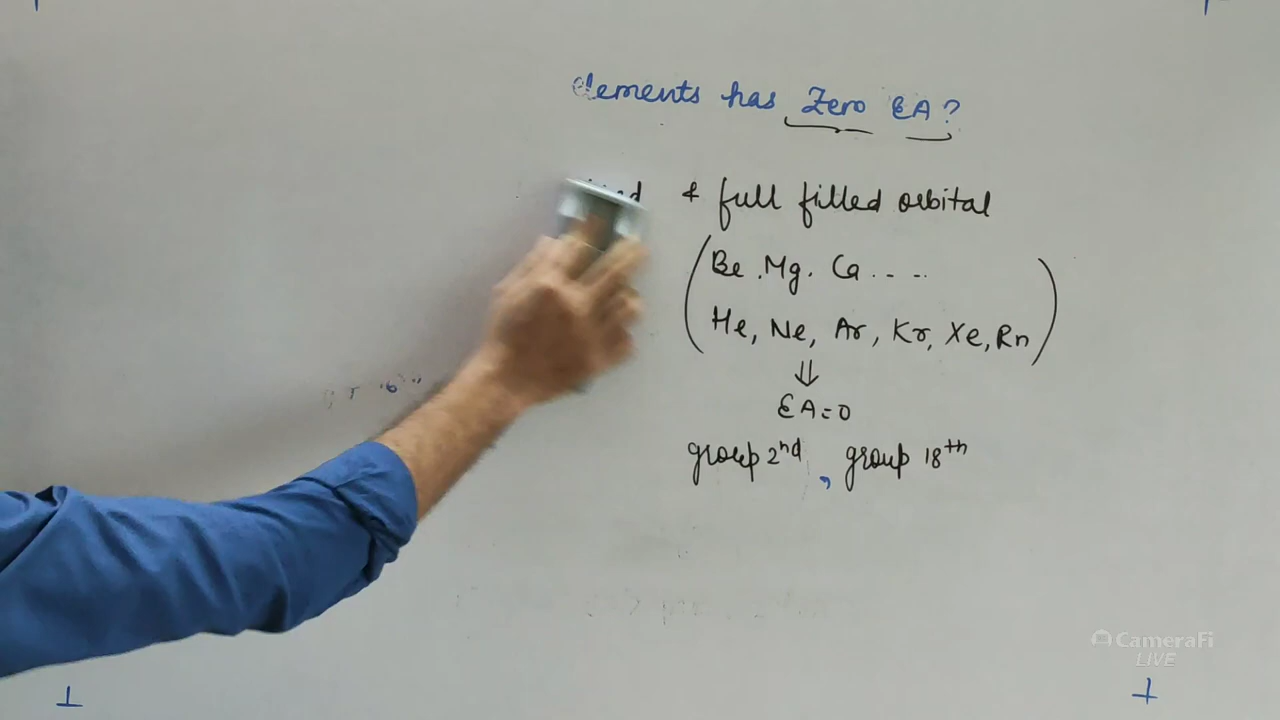 elements has Zero EA?
& full filled orbital
(Be, Mg, Ca.. - -.
He, Ne, Ar, Kr, Xe, Rn)
⇓
EA=0
group 2nd, group 18th
CameraFi
LIVE